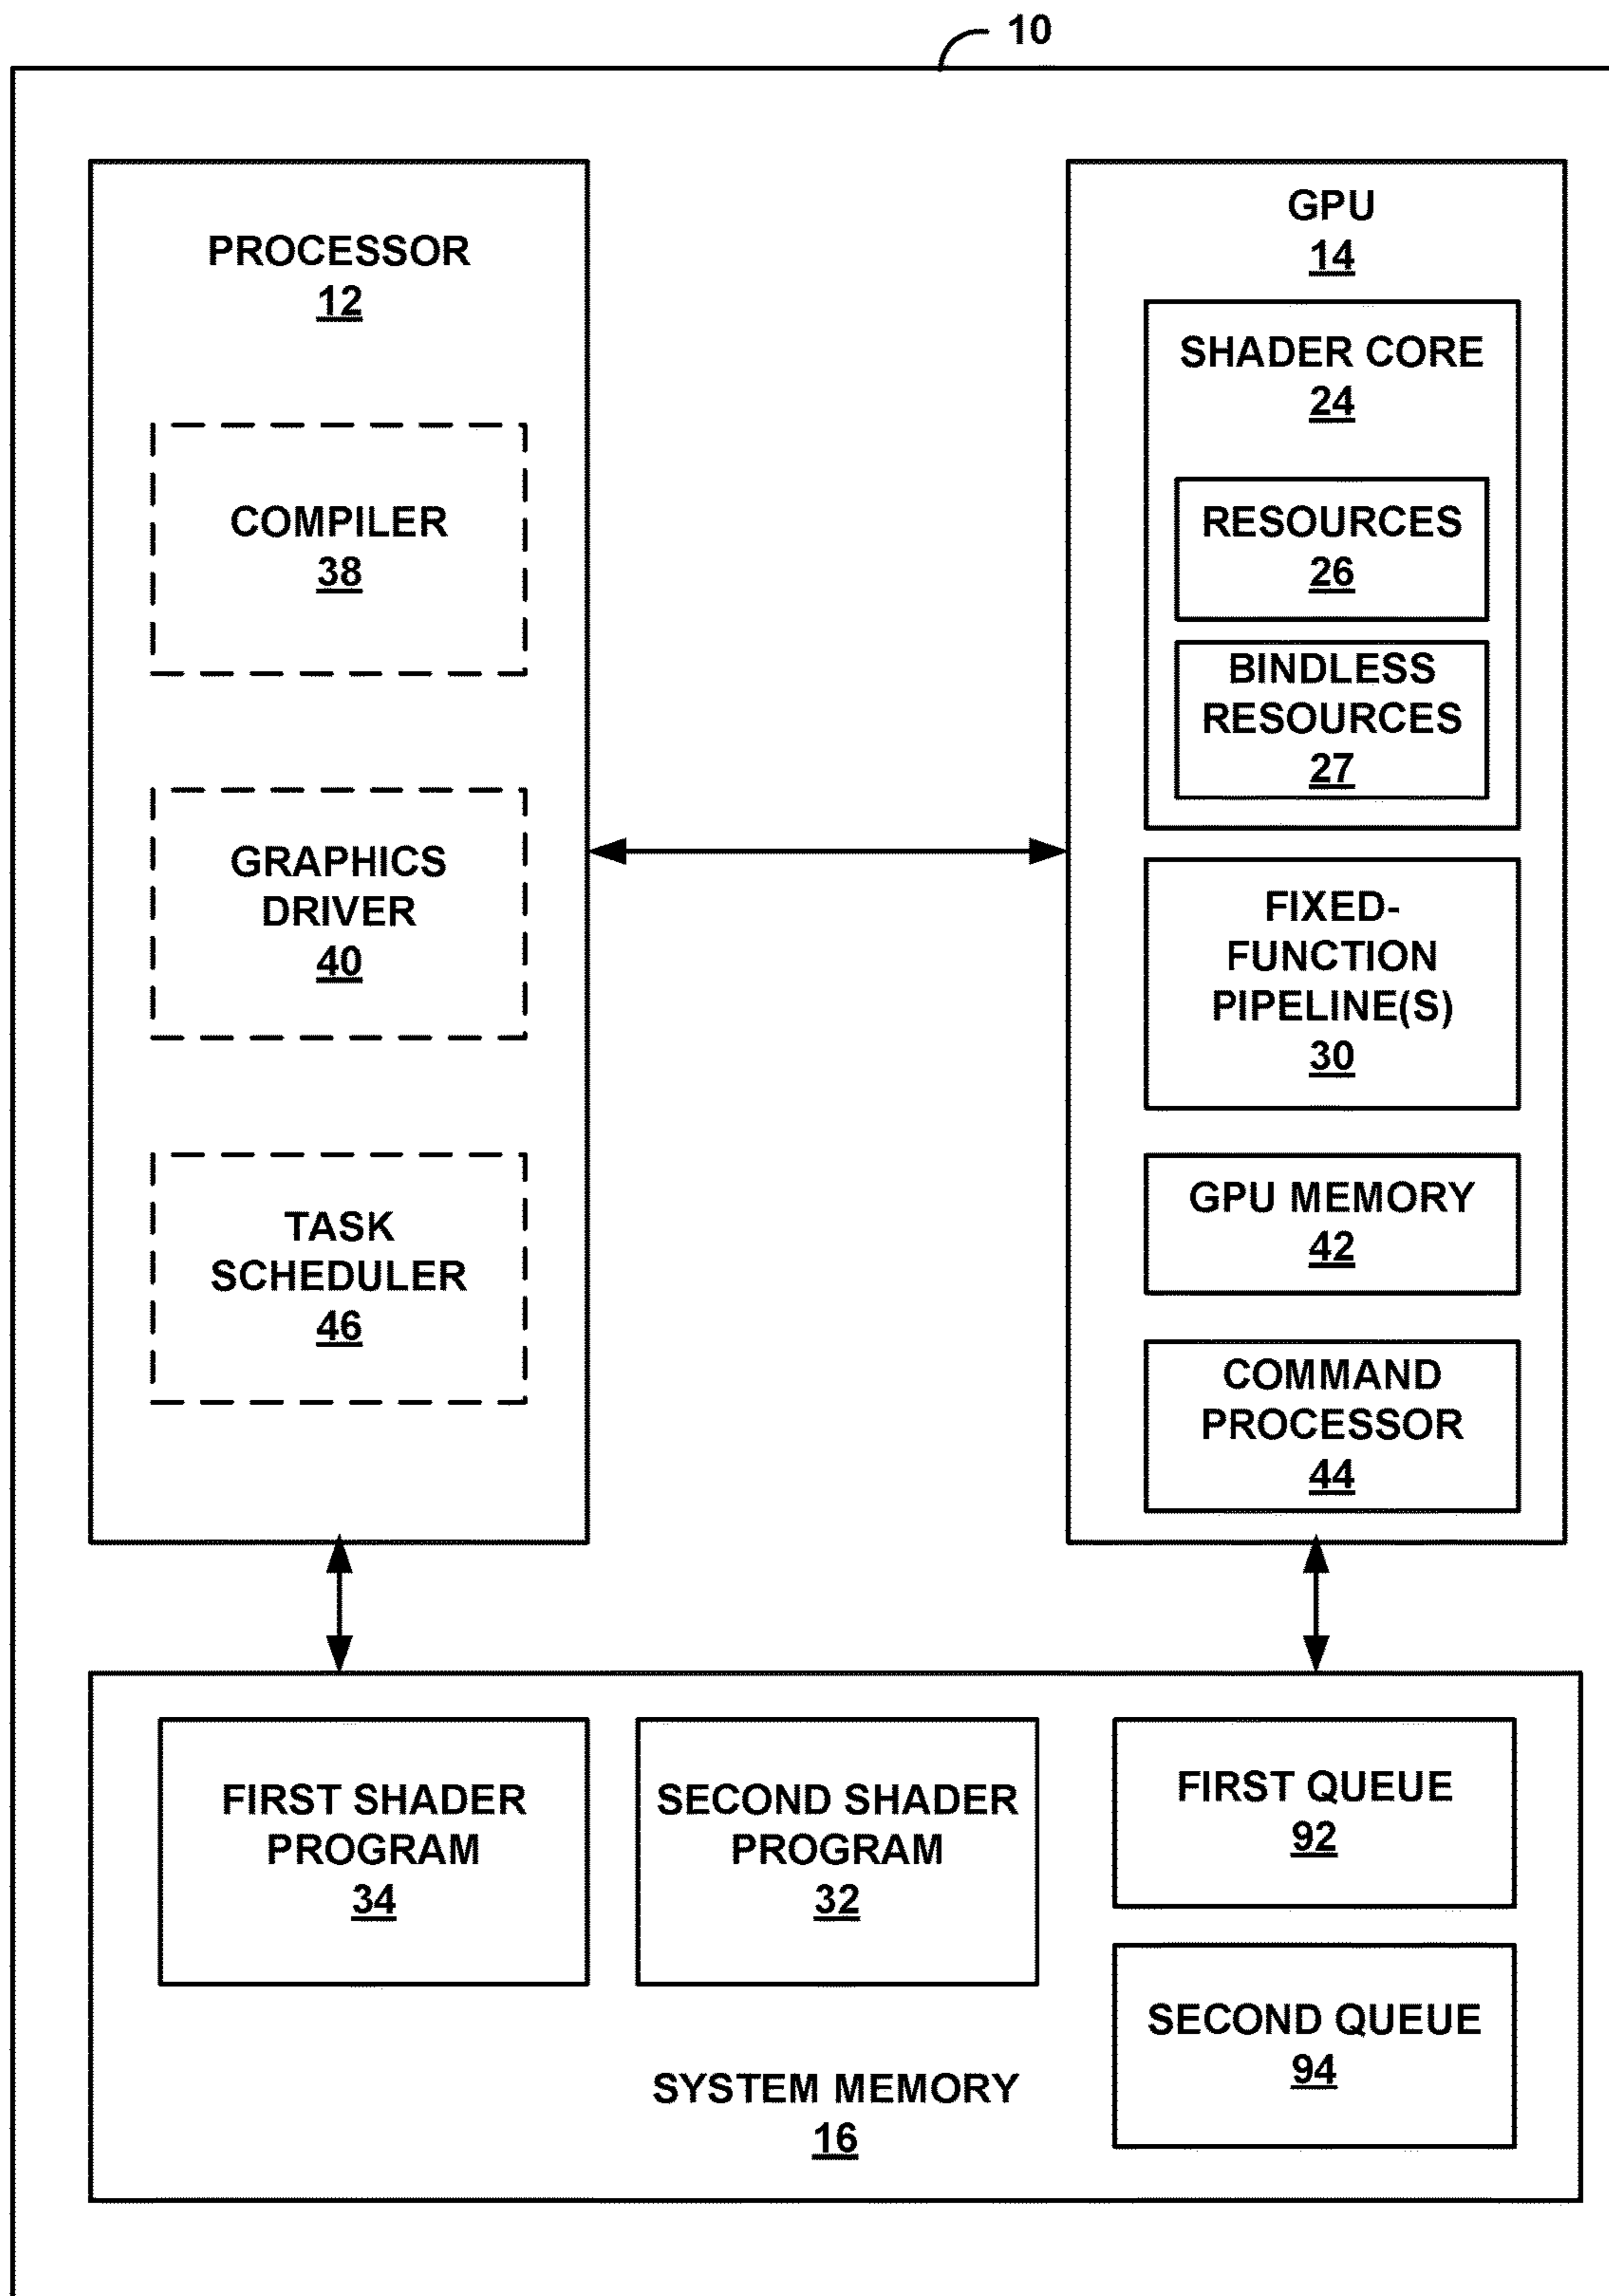 10
PROCESSOR
12
COMPILER
38
GRAPHICS
DRIVER
40
TASK
SCHEDULER
46
GPU
14
SHADER CORE
24
RESOURCES
26
BINDLESS
RESOURCES
27
FIXED-
FUNCTION
PIPELINE(S)
30
GPU MEMORY
42
COMMAND
PROCESSOR
44
FIRST SHADER
PROGRAM
34
SECOND SHADER
PROGRAM
32
FIRST QUEUE
92
SECOND QUEUE
94
SYSTEM MEMORY
16